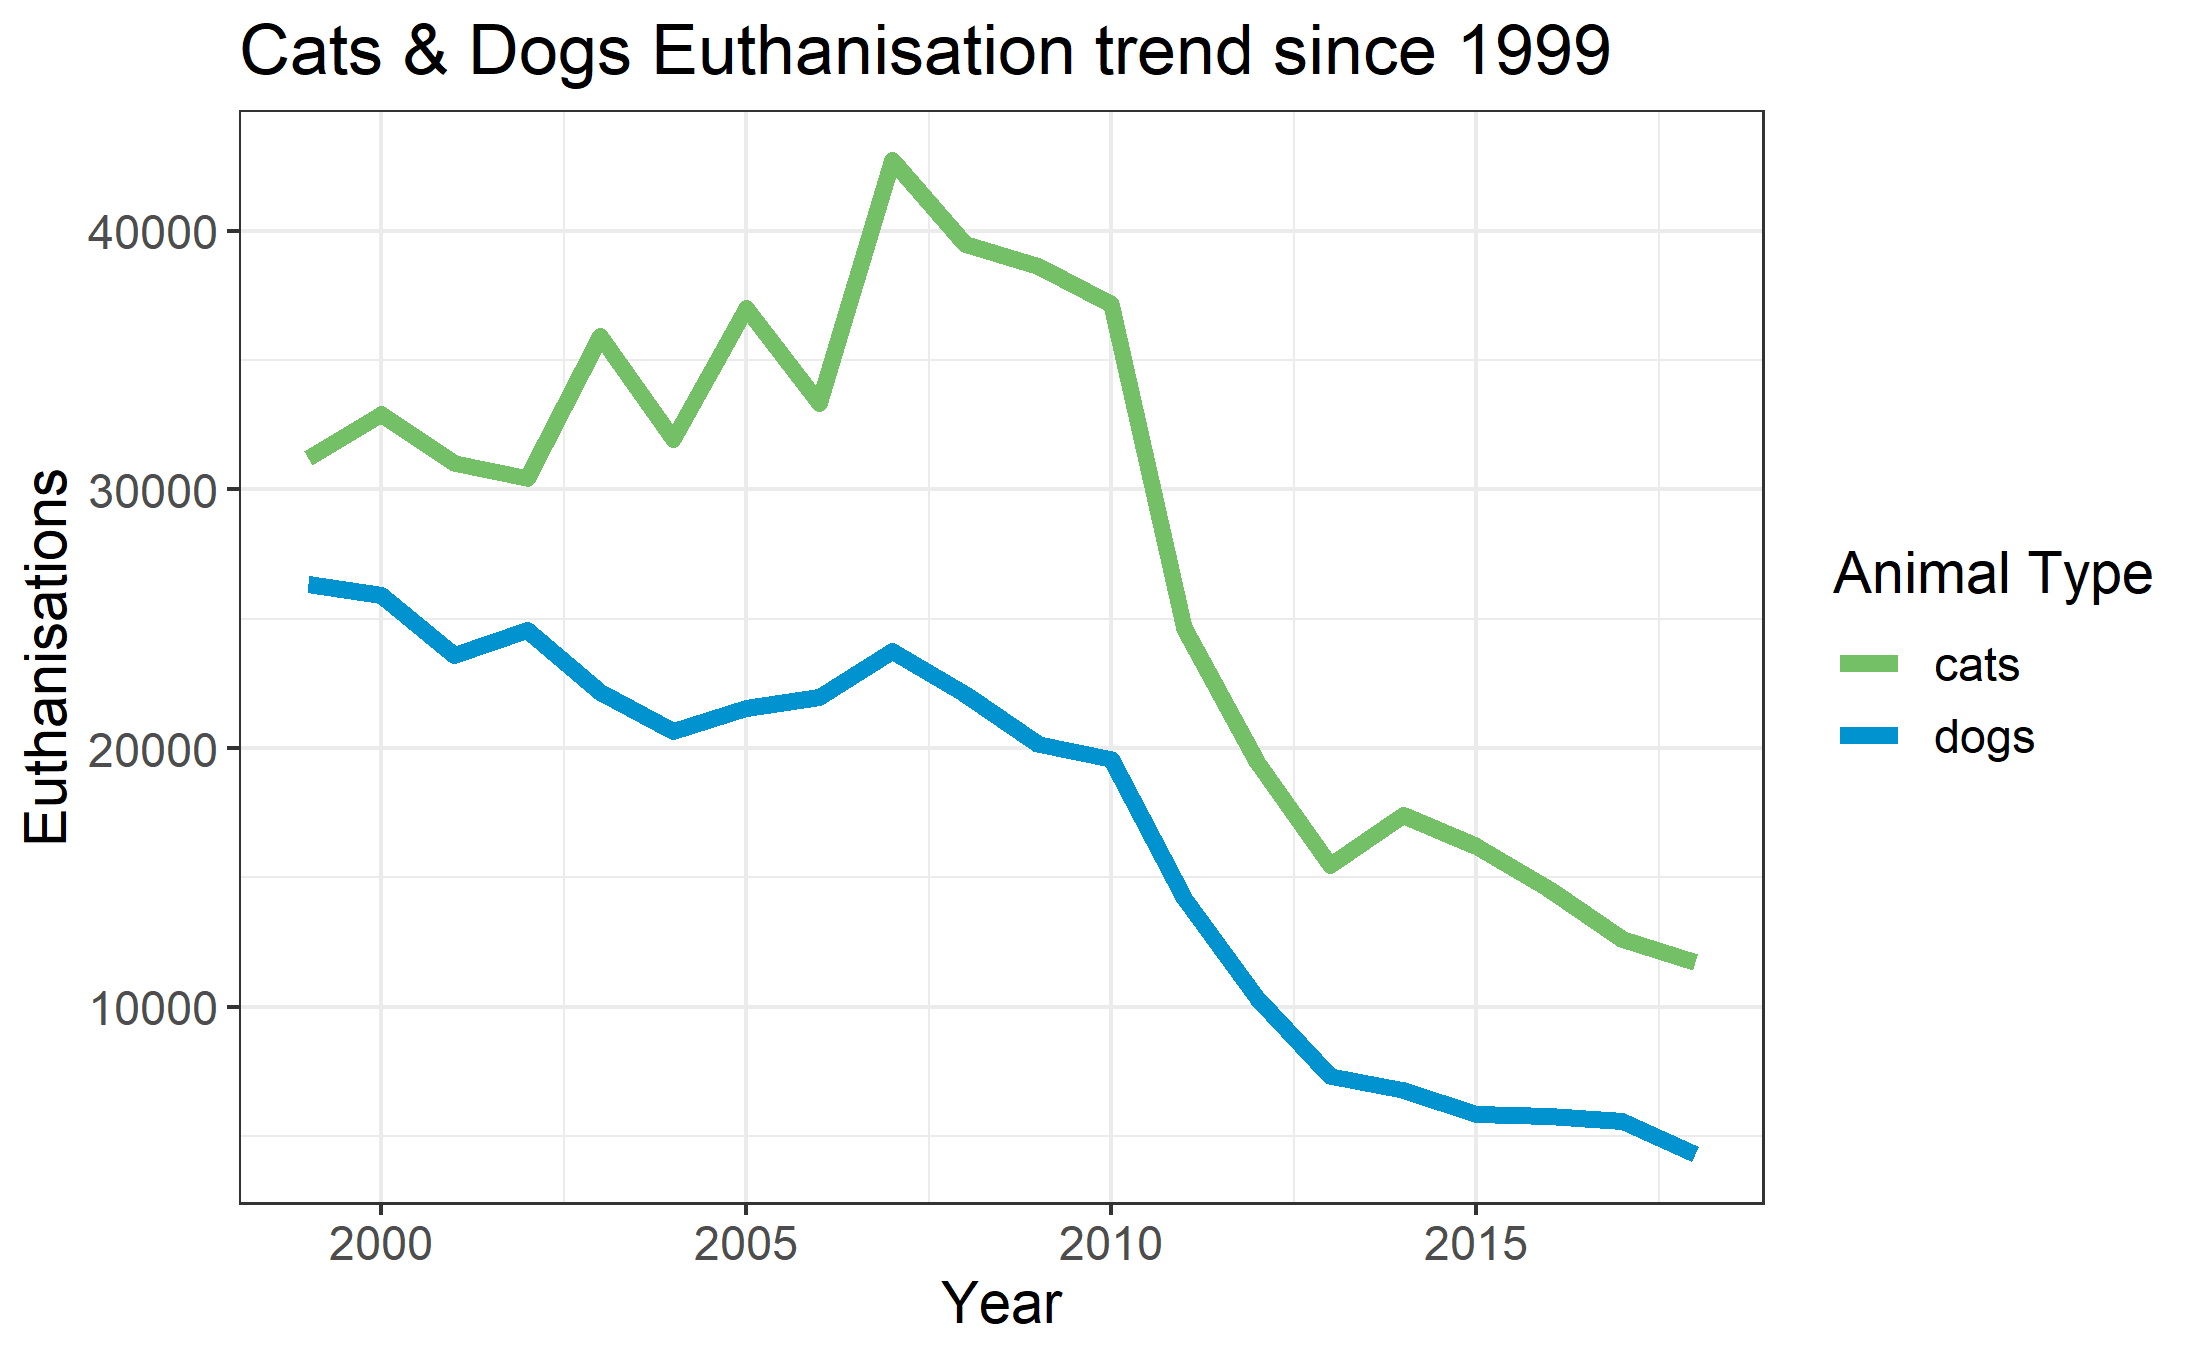 Cats & Dogs Euthanisation trend since 1999
Euthanisations
40000
30000
20000
10000
2000 2005 2010 2015
Year
Animal Type
cats
dogs